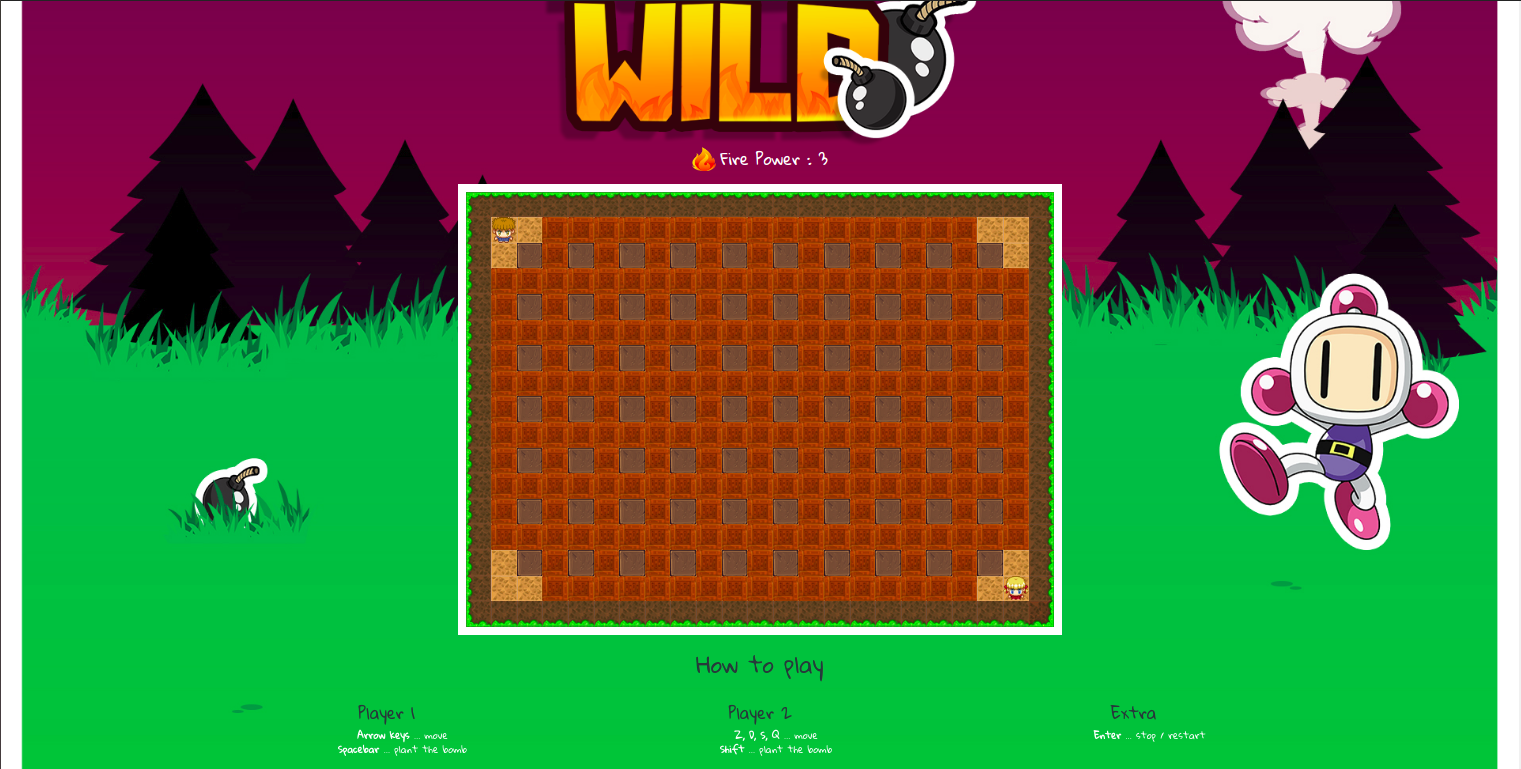 WILD
Fire Power : 3
How to play
Player 1
Arrow keys ... move
Spacebar ... plant the bomb
Player 2
Z, D, S, Q ... move
Shift ... plant the bomb
Extra
Enter ... stop / restart